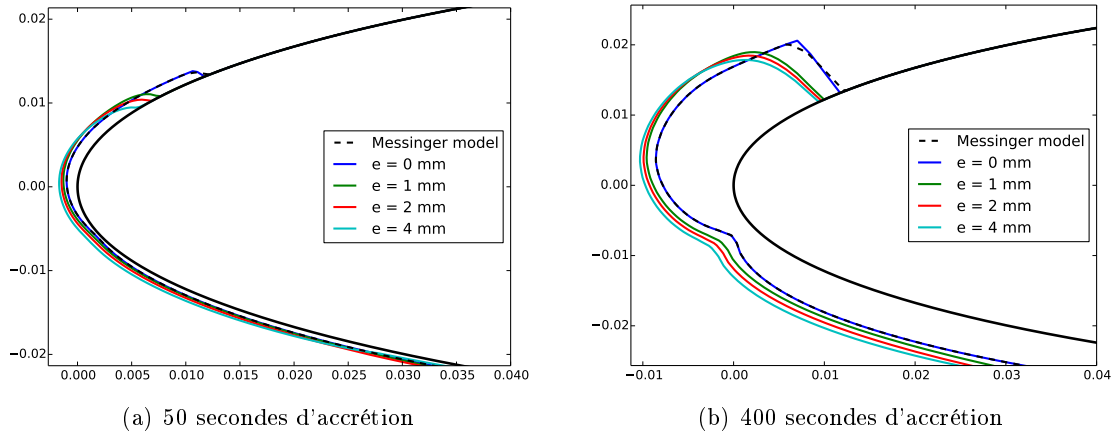 0.02
0.01
0.00
−0.01
−0.02
0.000
0.005
0.010
0.015
0.020
0.025
0.030
0.035
0.040
Messinger model
e = 0 mm
e = 1 mm
e = 2 mm
e = 4 mm
(a) 50 secondes d'accrétion
0.02
0.01
0.00
−0.01
−0.02
−0.01
0.00
0.01
0.02
0.03
0.04
Messinger model
e = 0 mm
e = 1 mm
e = 2 mm
e = 4 mm
(b) 400 secondes d'accrétion